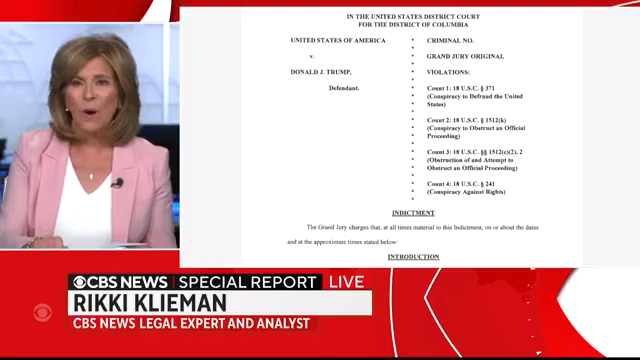 IN THE UNITED STATES DISTRICT COURT
FOR THE DISTRICT OF COLUMBIA
UNITED STATES OF AMERICA
v.
DONALD J. TRUMP,
Defendant.
CRIMINAL NO.
GRAND JURY ORIGINAL
VIOLATIONS:
Count 1: 18 U.S.C. § 371
(Conspiracy to Defraud the United
States)
Count 2: 18 U.S.C. § 1512(k)
(Conspiracy to Obstruct an Official
Proceeding)
Count 3: 18 U.S.C. §§ 1512(c)(2), 2
(Obstruction of and Attempt to
Obstruct an Official Proceeding)
Count 4: 18 U.S.C. § 241
(Conspiracy Against Rights)
INDICTMENT
The Grand Jury charges that, at all times material to this Indictment, on or about the dates
and at the approximate times stated below:
INTRODUCTION
CBS NEWS SPECIAL REPORT LIVE
RIKKI KLIEMAN
CBS NEWS LEGAL EXPERT AND ANALYST